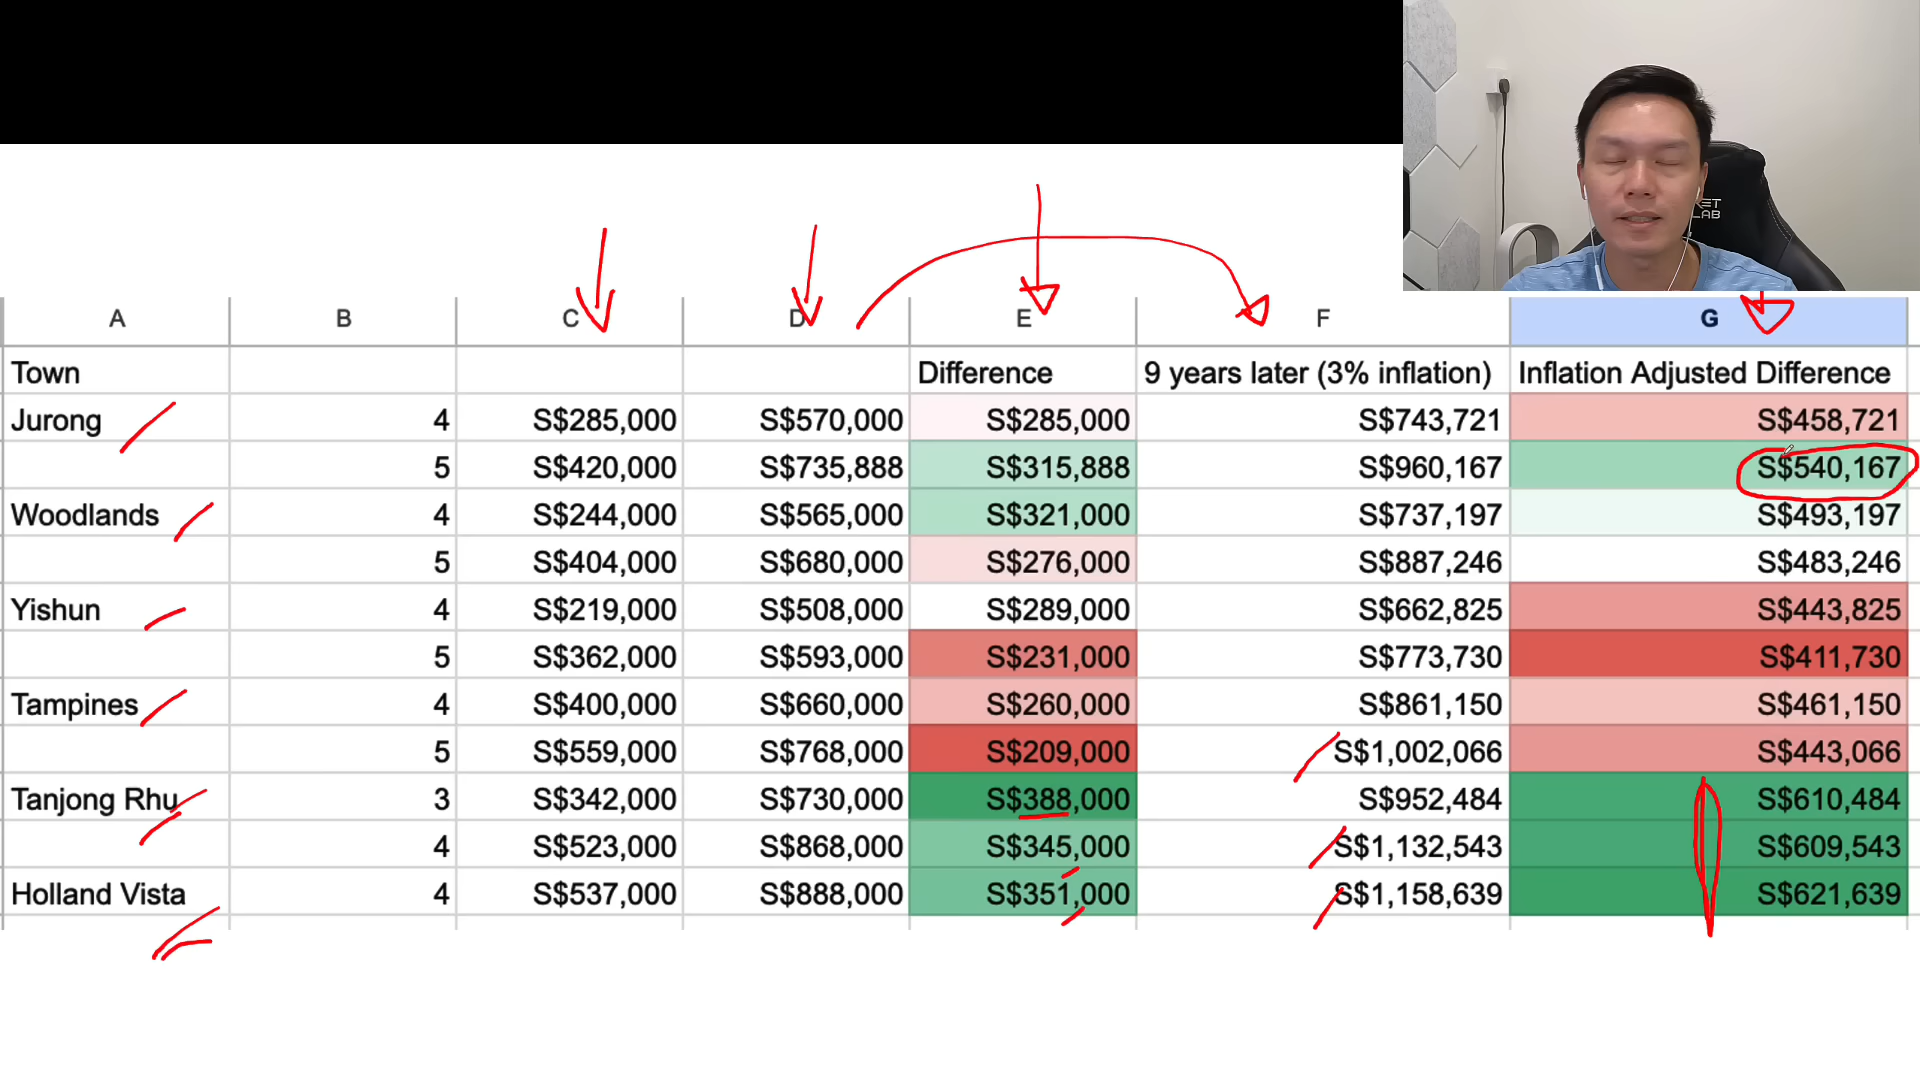 A B C D E F G
Town Difference 9 years later (3% inflation) Inflation Adjusted Difference
Jurong 4 S$285,000 S$570,000 S$285,000 S$743,721 S$458,721
5 S$420,000 S$735,888 S$315,888 S$960,167 S$540,167
Woodlands 4 S$244,000 S$565,000 S$321,000 S$737,197 S$493,197
5 S$404,000 S$680,000 S$276,000 S$887,246 S$483,246
Yishun 4 S$219,000 S$508,000 S$289,000 S$662,825 S$443,825
5 S$362,000 S$593,000 S$231,000 S$773,730 S$411,730
Tampines 4 S$400,000 S$660,000 S$260,000 S$861,150 S$461,150
5 S$559,000 S$768,000 S$209,000 S$1,002,066 S$443,066
Tanjong Rhu 3 S$342,000 S$730,000 S$388,000 S$952,484 S$610,484
4 S$523,000 S$868,000 S$345,000 S$1,132,543 S$609,543
Holland Vista 4 S$537,000 S$888,000 S$351,000 S$1,158,639 S$621,639